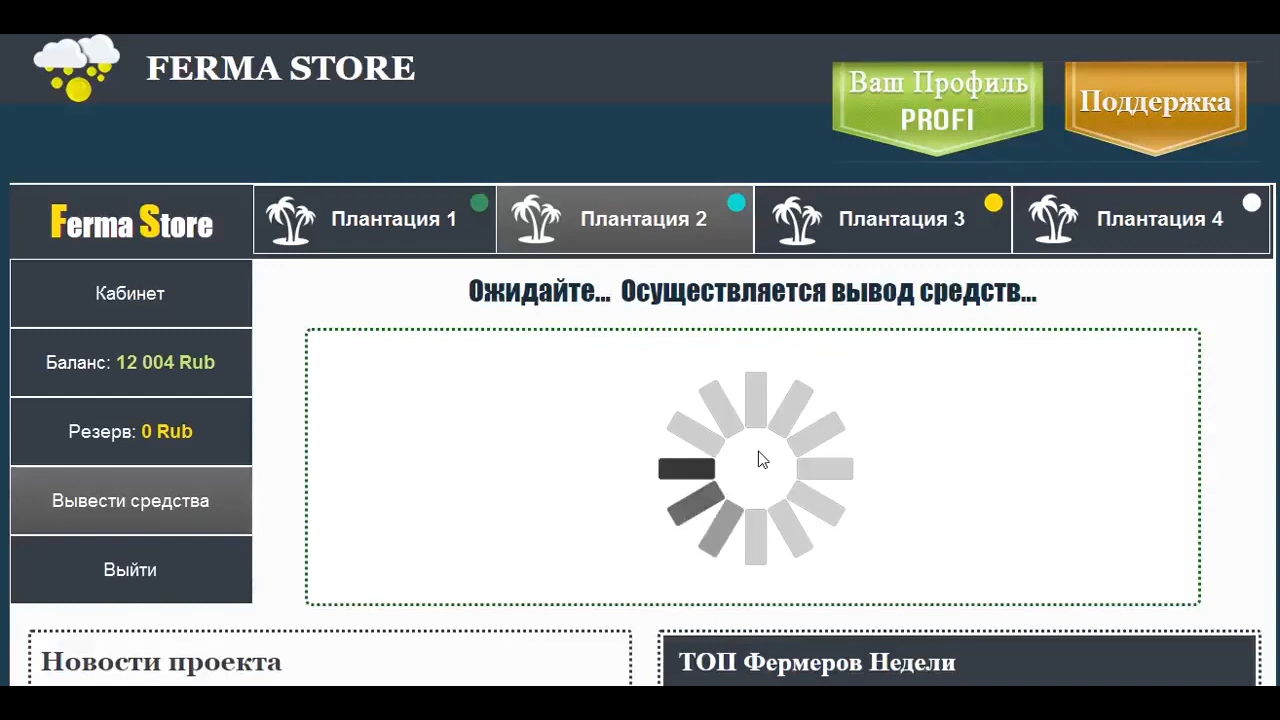 FERMA STORE
Ваш Профиль
PROFI
Поддержка
Ferma Store
Плантация 1
Плантация 2
Плантация 3
Плантация 4
Кабинет
Баланс: 12 004 Rub
Резерв: 0 Rub
Вывести средства
Выйти
Ожидайте... Осуществляется вывод средств...
Новости проекта
ТОП Фермеров Недели